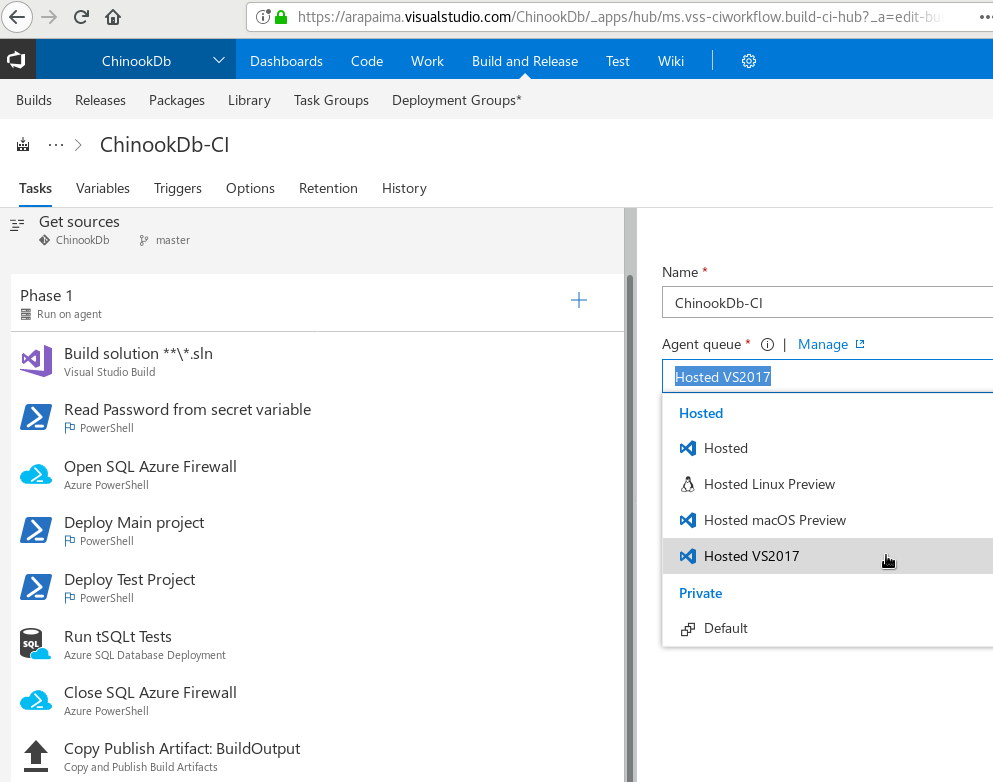 https://arapaima.visualstudio.com/ChinookDb/_apps/hub/ms.vss-ciworkflow.build-ci-hub?_a=edit-bu
ChinookDb Dashboards Code Work Build and Release Test Wiki
Builds Releases Packages Library Task Groups Deployment Groups*
... > ChinookDb-CI
Tasks Variables Triggers Options Retention History
Get sources
ChinookDb master
Phase 1
Run on agent
Build solution **\*.sln
Visual Studio Build
Read Password from secret variable
PowerShell
Open SQL Azure Firewall
Azure PowerShell
Deploy Main project
PowerShell
Deploy Test Project
PowerShell
SQL
Run tSQLt Tests
Azure SQL Database Deployment
Close SQL Azure Firewall
Azure PowerShell
Copy Publish Artifact: BuildOutput
Copy and Publish Build Artifacts
Name *
ChinookDb-CI
Agent queue * | Manage
Hosted VS2017
Hosted
Hosted
Hosted Linux Preview
Hosted macOS Preview
Hosted VS2017
Private
Default